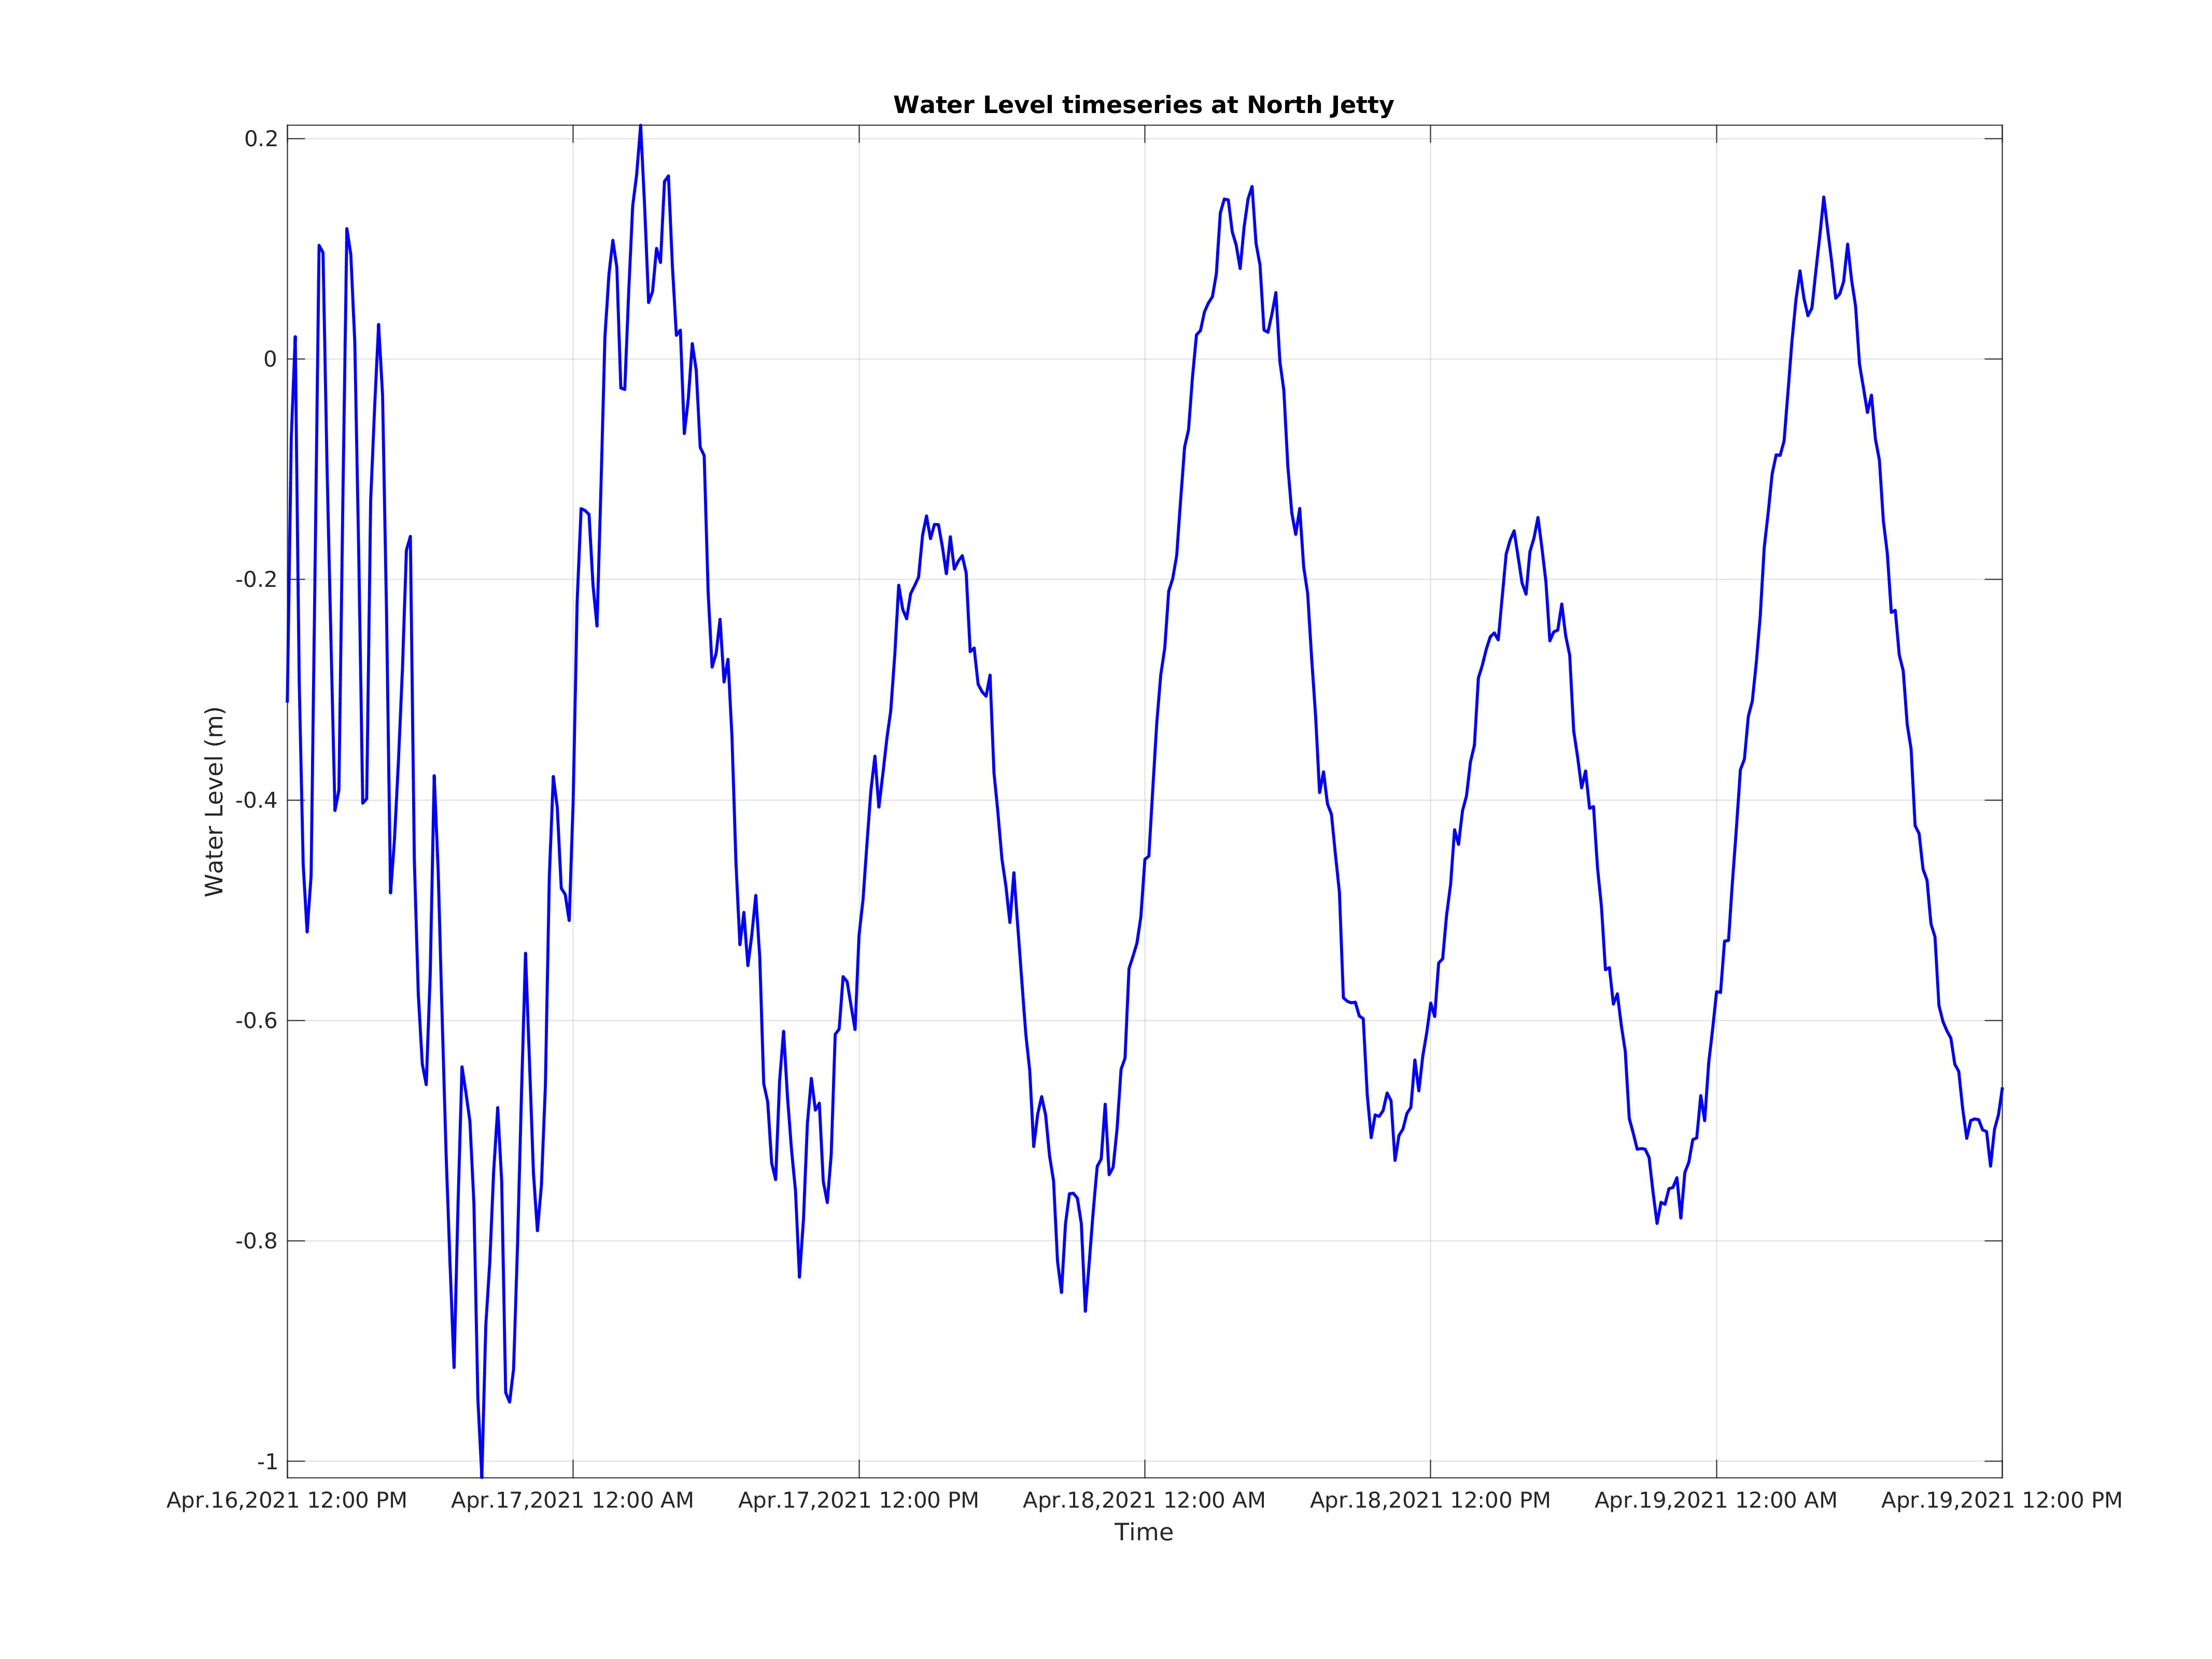 Water Level timeseries at North Jetty
0.2
0
-0.2
-0.4
-0.6
-0.8
-1
Water Level (m)
Apr.16,2021 12:00 PM
Apr.17,2021 12:00 AM
Apr.17,2021 12:00 PM
Apr.18,2021 12:00 AM
Apr.18,2021 12:00 PM
Apr.19,2021 12:00 AM
Apr.19,2021 12:00 PM
Time